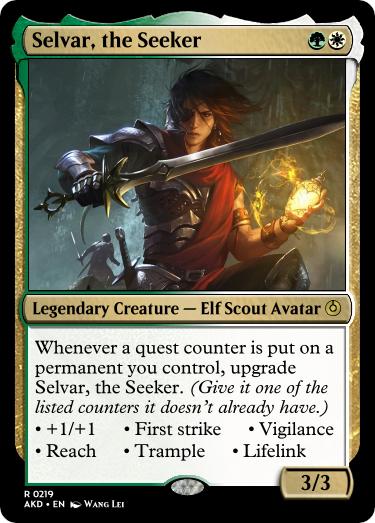 Selvar, the Seeker
Legendary Creature — Elf Scout Avatar
Whenever a quest counter is put on a
permanent you control, upgrade
Selvar, the Seeker. (Give it one of the
listed counters it doesn't already have.)
• +1/+1 • First strike • Vigilance
• Reach • Trample • Lifelink
3/3
R 0219
AKD • EN Wang Lei